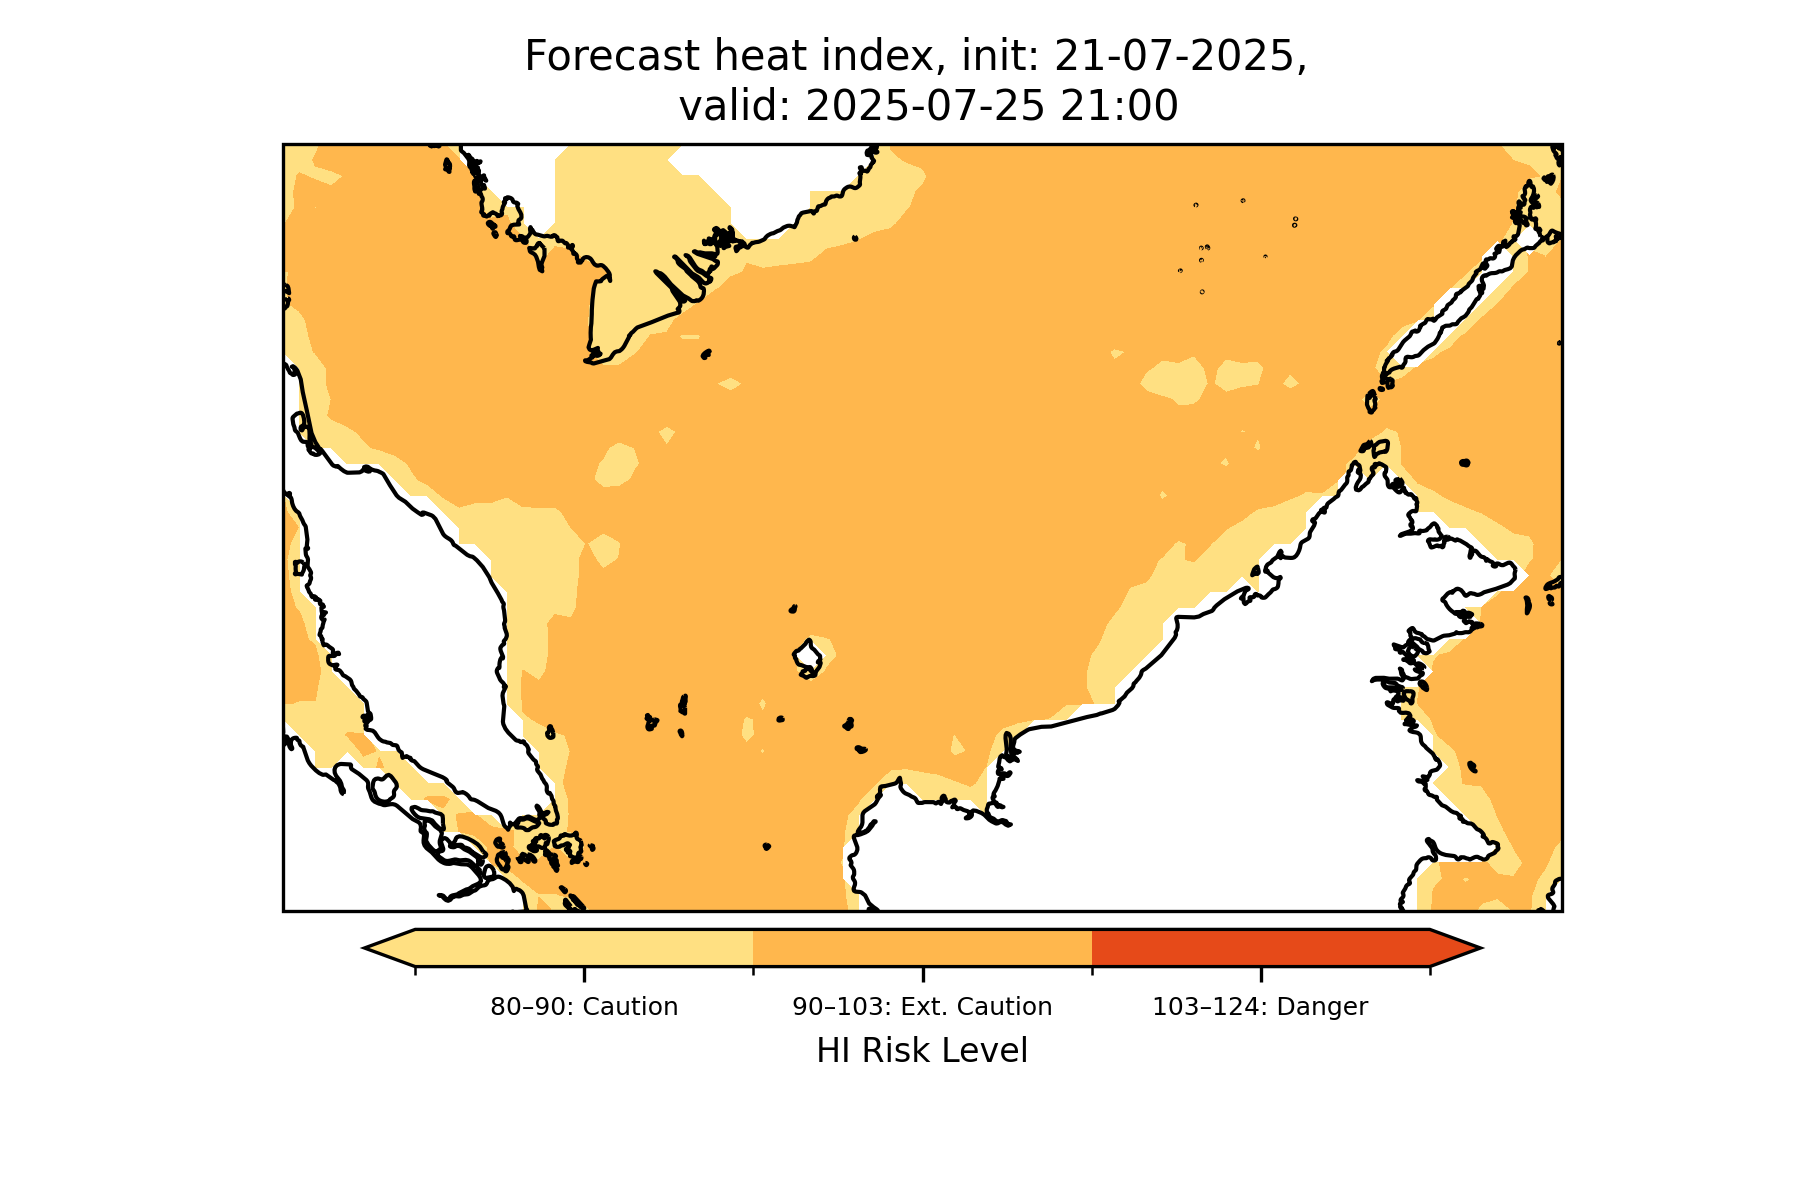 Forecast heat index, init: 21-07-2025,
valid: 2025-07-25 21:00
80–90: Caution
90–103: Ext. Caution
103–124: Danger
HI Risk Level